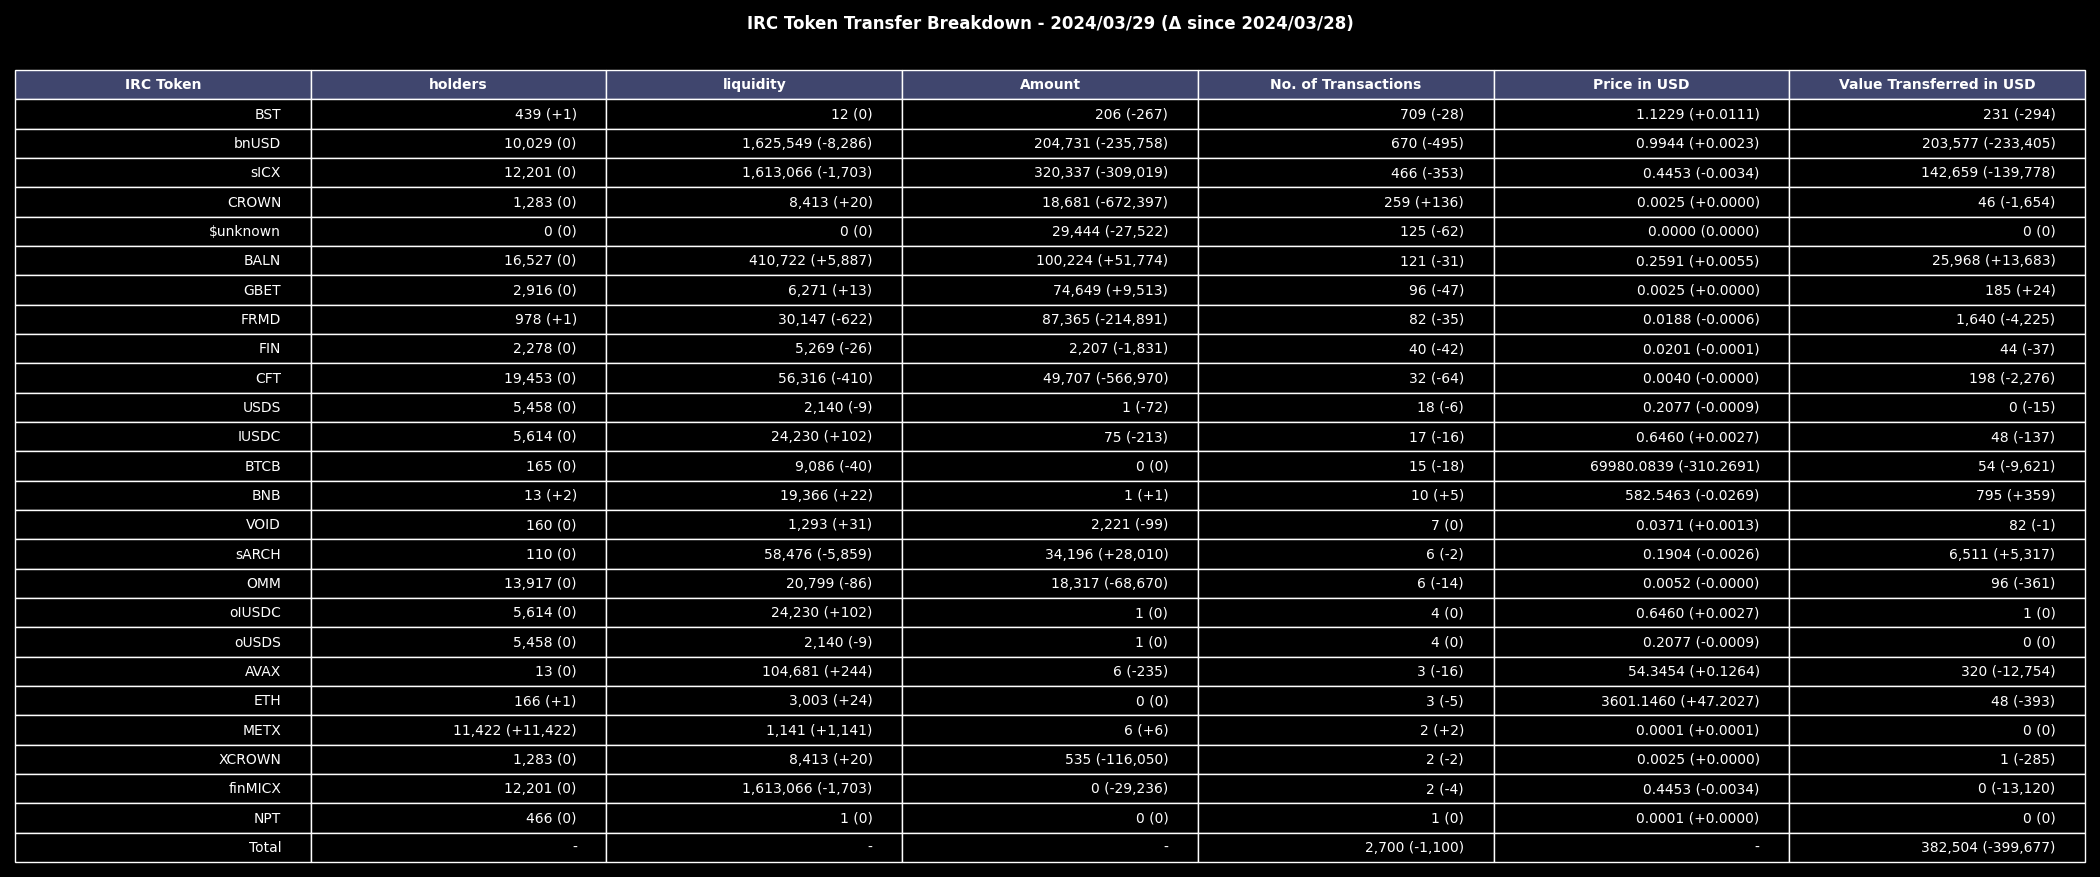 IRC Token Transfer Breakdown - 2024/03/29 (Δ since 2024/03/28)
IRC Token holders liquidity Amount No. of Transactions Price in USD Value Transferred in USD
BST 439 (+1) 12 (0) 206 (-267) 709 (-28) 1.1229 (+0.0111) 231 (-294)
bnUSD 10,029 (0) 1,625,549 (-8,286) 204,731 (-235,758) 670 (-495) 0.9944 (+0.0023) 203,577 (-233,405)
sICX 12,201 (0) 1,613,066 (-1,703) 320,337 (-309,019) 466 (-353) 0.4453 (-0.0034) 142,659 (-139,778)
CROWN 1,283 (0) 8,413 (+20) 18,681 (-672,397) 259 (+136) 0.0025 (+0.0000) 46 (-1,654)
$unknown 0 (0) 0 (0) 29,444 (-27,522) 125 (-62) 0.0000 (0.0000) 0 (0)
BALN 16,527 (0) 410,722 (+5,887) 100,224 (+51,774) 121 (-31) 0.2591 (+0.0055) 25,968 (+13,683)
GBET 2,916 (0) 6,271 (+13) 74,649 (+9,513) 96 (-47) 0.0025 (+0.0000) 185 (+24)
FRMD 978 (+1) 30,147 (-622) 87,365 (-214,891) 82 (-35) 0.0188 (-0.0006) 1,640 (-4,225)
FIN 2,278 (0) 5,269 (-26) 2,207 (-1,831) 40 (-42) 0.0201 (-0.0001) 44 (-37)
CFT 19,453 (0) 56,316 (-410) 49,707 (-566,970) 32 (-64) 0.0040 (-0.0000) 198 (-2,276)
USDS 5,458 (0) 2,140 (-9) 1 (-72) 18 (-6) 0.2077 (-0.0009) 0 (-15)
IUSDC 5,614 (0) 24,230 (+102) 75 (-213) 17 (-16) 0.6460 (+0.0027) 48 (-137)
BTCB 165 (0) 9,086 (-40) 0 (0) 15 (-18) 69980.0839 (-310.2691) 54 (-9,621)
BNB 13 (+2) 19,366 (+22) 1 (+1) 10 (+5) 582.5463 (-0.0269) 795 (+359)
VOID 160 (0) 1,293 (+31) 2,221 (-99) 7 (0) 0.0371 (+0.0013) 82 (-1)
sARCH 110 (0) 58,476 (-5,859) 34,196 (+28,010) 6 (-2) 0.1904 (-0.0026) 6,511 (+5,317)
OMM 13,917 (0) 20,799 (-86) 18,317 (-68,670) 6 (-14) 0.0052 (-0.0000) 96 (-361)
oIUSDC 5,614 (0) 24,230 (+102) 1 (0) 4 (0) 0.6460 (+0.0027) 1 (0)
oUSDS 5,458 (0) 2,140 (-9) 1 (0) 4 (0) 0.2077 (-0.0009) 0 (0)
AVAX 13 (0) 104,681 (+244) 6 (-235) 3 (-16) 54.3454 (+0.1264) 320 (-12,754)
ETH 166 (+1) 3,003 (+24) 0 (0) 3 (-5) 3601.1460 (+47.2027) 48 (-393)
METX 11,422 (+11,422) 1,141 (+1,141) 6 (+6) 2 (+2) 0.0001 (+0.0001) 0 (0)
XCROWN 1,283 (0) 8,413 (+20) 535 (-116,050) 2 (-2) 0.0025 (+0.0000) 1 (-285)
finMICX 12,201 (0) 1,613,066 (-1,703) 0 (-29,236) 2 (-4) 0.4453 (-0.0034) 0 (-13,120)
NPT 466 (0) 1 (0) 0 (0) 1 (0) 0.0001 (+0.0000) 0 (0)
Total - - - 2,700 (-1,100) - 382,504 (-399,677)